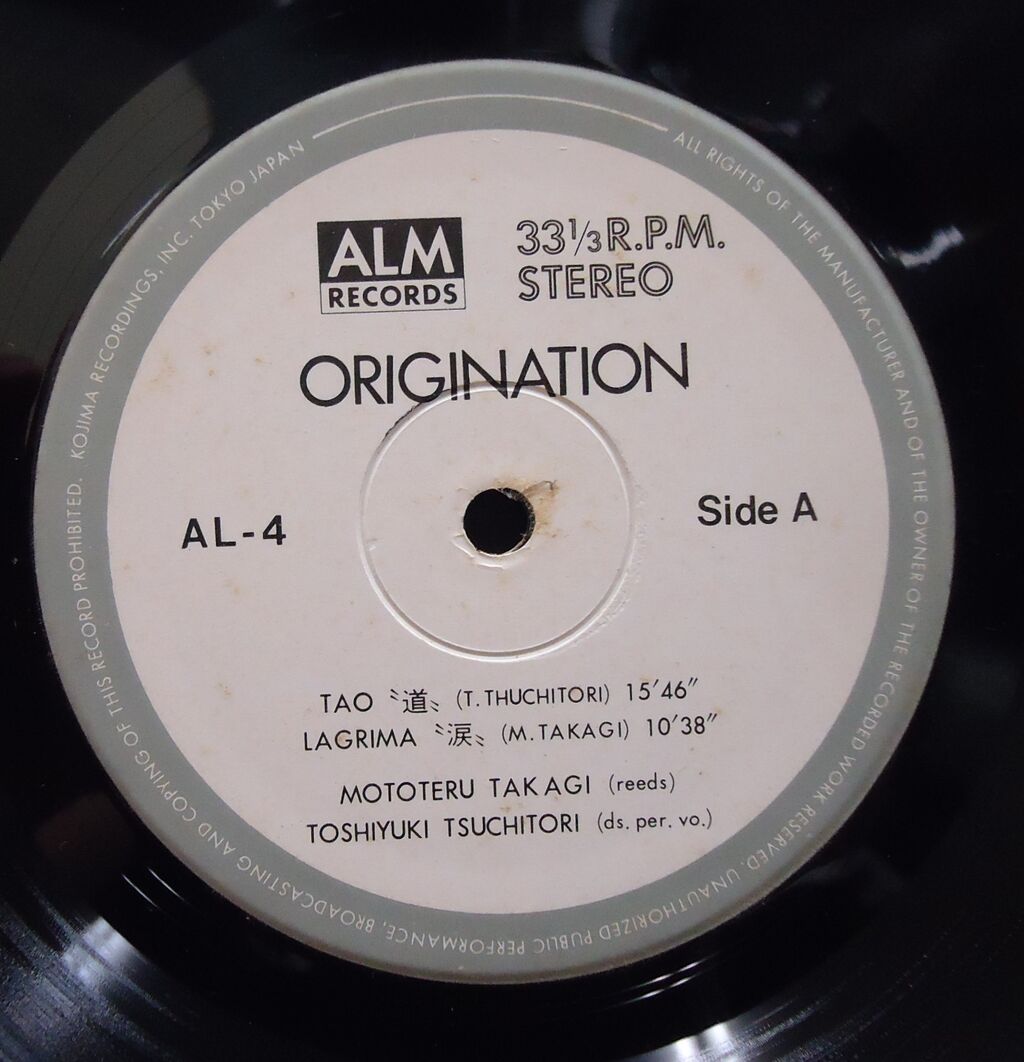 ALM
RECORDS
33⅓ R.P.M.
STEREO
ORIGINATION
AL-4
Side A
TAO〝道〟(T.THUCHITORI) 15′46″
LAGRIMA〝涙〟(M.TAKAGI) 10′38″
MOTOTERU TAKAGI (reeds)
TOSHIYUKI TSUCHITORI (ds. per. vo.)
ALL RIGHTS OF THE MANUFACTURER AND OF THE OWNER OF THE RECORDED WORK RESERVED. UNAUTHORIZED PUBLIC PERFORMANCE, BROADCASTING AND COPYING OF THIS RECORD PROHIBITED. KOJIMA RECORDINGS, INC. TOKYO JAPAN